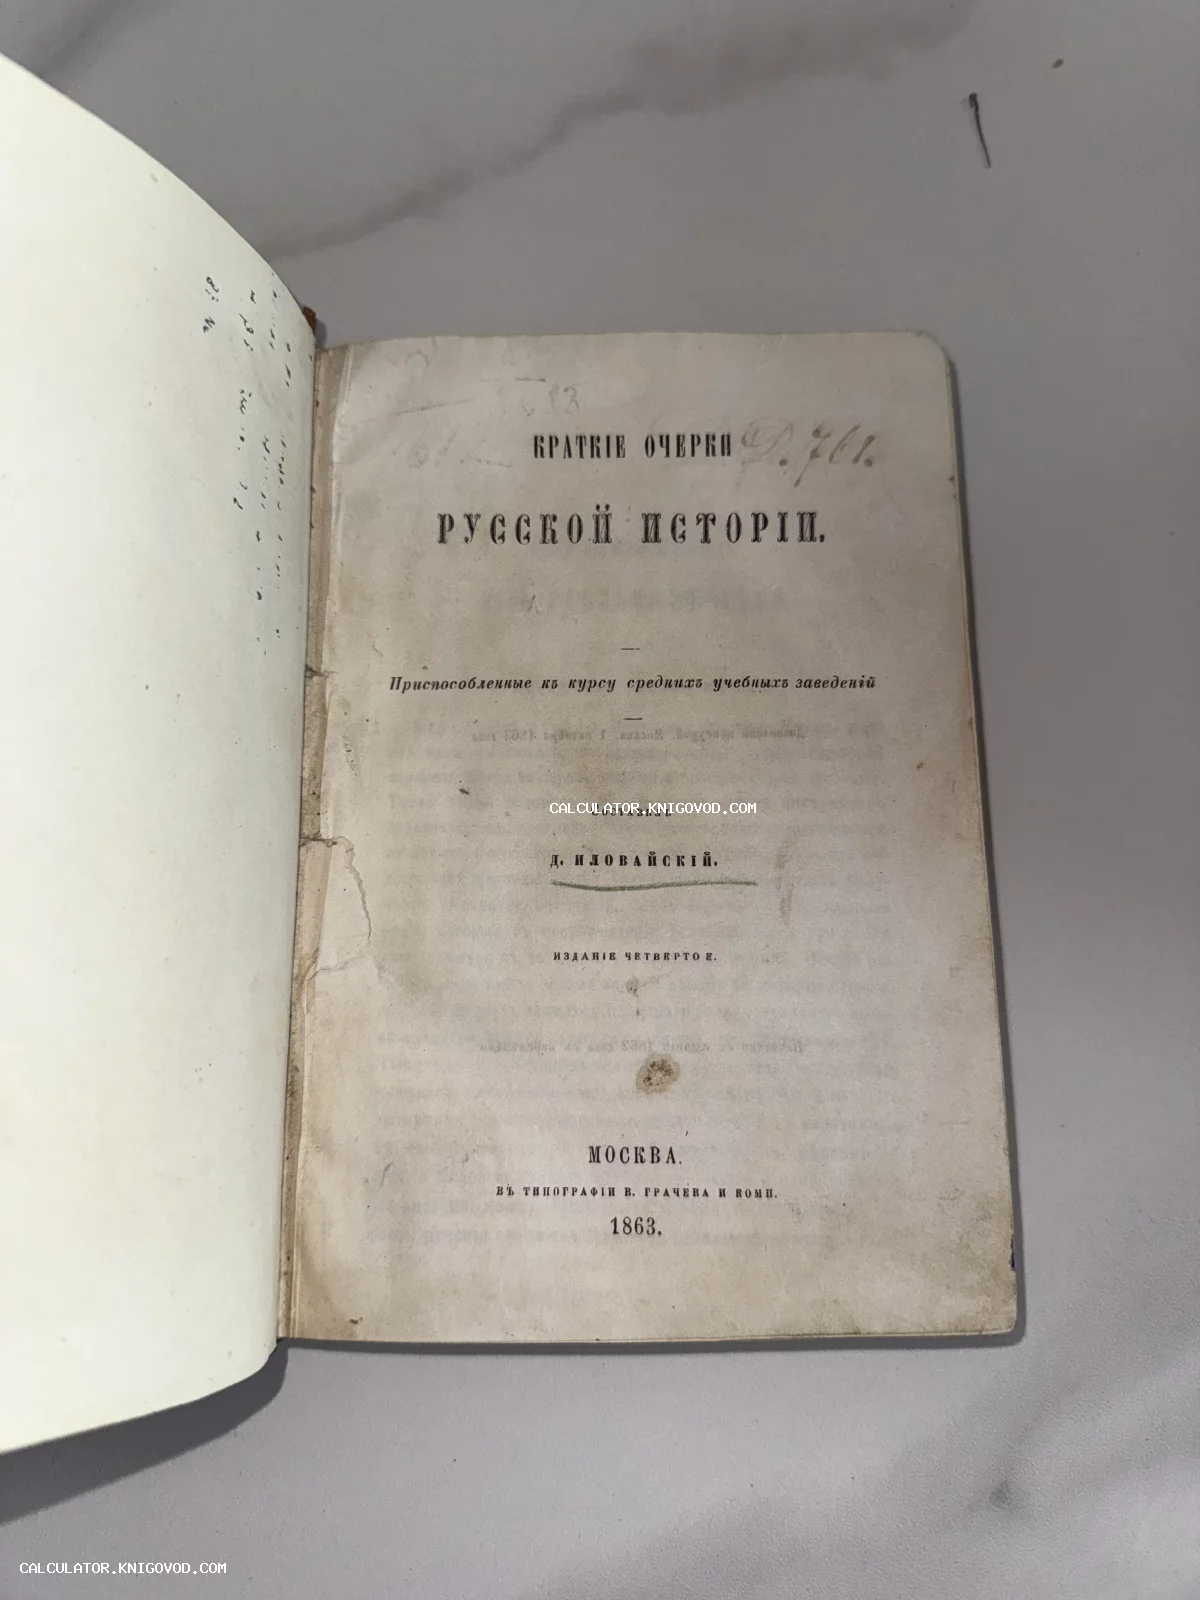 Д. 761.
КРАТКІЕ ОЧЕРКИ
РУССКОЙ ИСТОРІИ.
Приспособленные къ курсу среднихъ учебныхъ заведеній
CALCULATOR.KNIGOVOD.COM
Д. ИЛОВАЙСКІЙ.
ИЗДАНІЕ ЧЕТВЕРТОЕ.
МОСКВА.
ВЪ ТИПОГРАФІИ В. ГРАЧЕВА И КОМП.
1863.
CALCULATOR.KNIGOVOD.COM